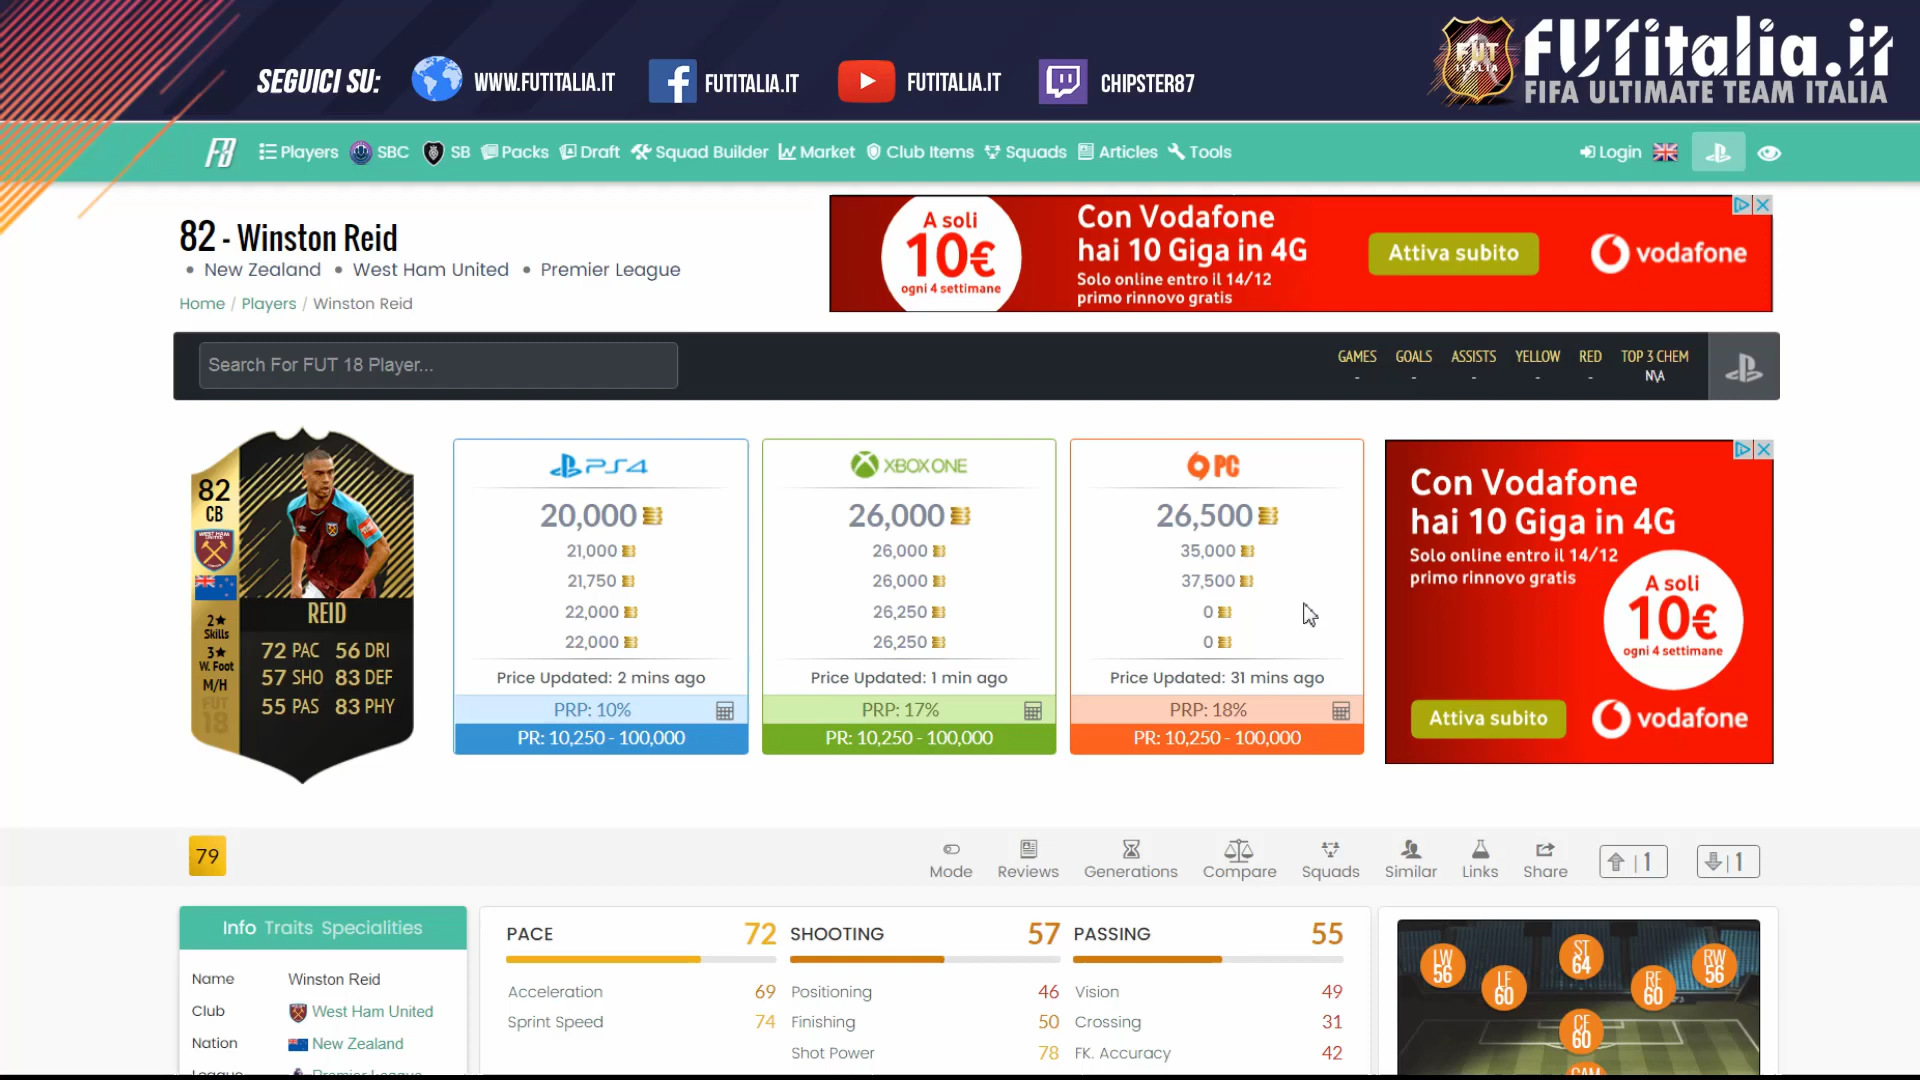 SEGUICI SU: WWW.FUTITALIA.IT FUTITALIA.IT FUTITALIA.IT CHIPSTER87
FUTitalia.it
FIFA ULTIMATE TEAM ITALIA
FUT
ITALIA
Players SBC SB Packs Draft Squad Builder Market Club Items Squads Articles Tools Login
82 - Winston Reid
New Zealand • West Ham United • Premier League
Home / Players / Winston Reid
A soli
10€
ogni 4 settimane
Con Vodafone
hai 10 Giga in 4G
Solo online entro il 14/12
primo rinnovo gratis
Attiva subito
vodafone
Search For FUT 18 Player...
GAMES GOALS ASSISTS YELLOW RED TOP 3 CHEM
- - - - - N\A
82
CB
WEST HAM
UNITED
REID
2★
Skills
3★
W. Foot
M/H
FUT
18
72 PAC 56 DRI
57 SHO 83 DEF
55 PAS 83 PHY
PS4
20,000
21,000
21,750
22,000
22,000
Price Updated: 2 mins ago
PRP: 10%
PR: 10,250 - 100,000
XBOX ONE
26,000
26,000
26,000
26,250
26,250
Price Updated: 1 min ago
PRP: 17%
PR: 10,250 - 100,000
PC
26,500
35,000
37,500
0
0
Price Updated: 31 mins ago
PRP: 18%
PR: 10,250 - 100,000
Con Vodafone
hai 10 Giga in 4G
Solo online entro il 14/12
primo rinnovo gratis
A soli
10€
ogni 4 settimane
Attiva subito
vodafone
79
Mode Reviews Generations Compare Squads Similar Links Share | 1 | 1
Info Traits Specialities
Name Winston Reid
Club West Ham United
Nation New Zealand
League Premier League
PACE 72
Acceleration 69
Sprint Speed 74
SHOOTING 57
Positioning 46
Finishing 50
Shot Power 78
PASSING 55
Vision 49
Crossing 31
FK. Accuracy 42
LW
56
LF
60
ST
64
RF
60
RW
56
CF
60
CAM